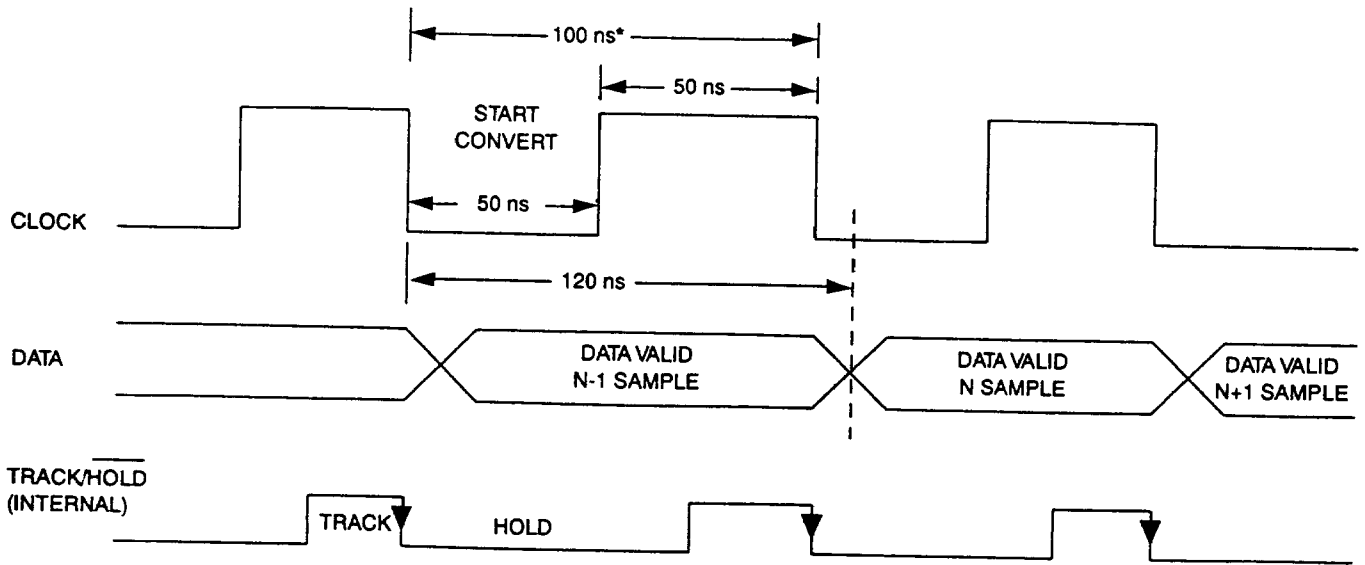 100 ns*
50 ns
START
CONVERT
50 ns
CLOCK
120 ns
DATA
DATA VALID
N-1 SAMPLE
DATA VALID
N SAMPLE
DATA VALID
N+1 SAMPLE
TRACK/HOLD
(INTERNAL)
TRACK
HOLD